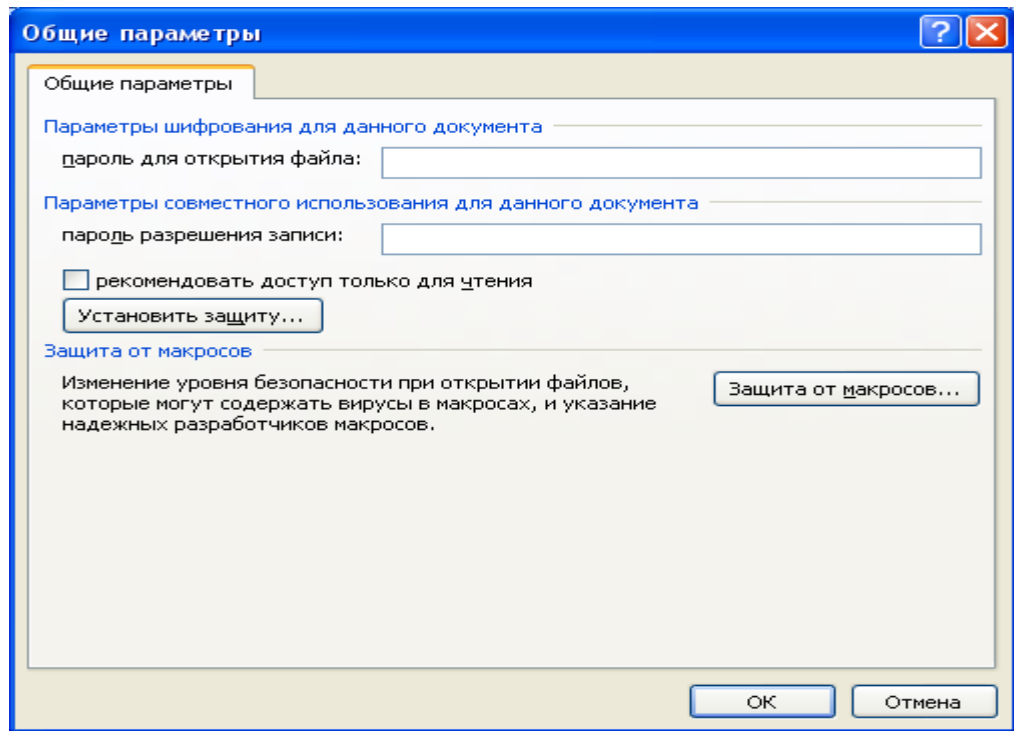 Общие параметры
Общие параметры
Параметры шифрования для данного документа
пароль для открытия файла:
Параметры совместного использования для данного документа
пароль разрешения записи:
рекомендовать доступ только для чтения
Установить защиту...
Защита от макросов
Изменение уровня безопасности при открытии файлов,
которые могут содержать вирусы в макросах, и указание
надежных разработчиков макросов.
Защита от макросов...
ОК
Отмена